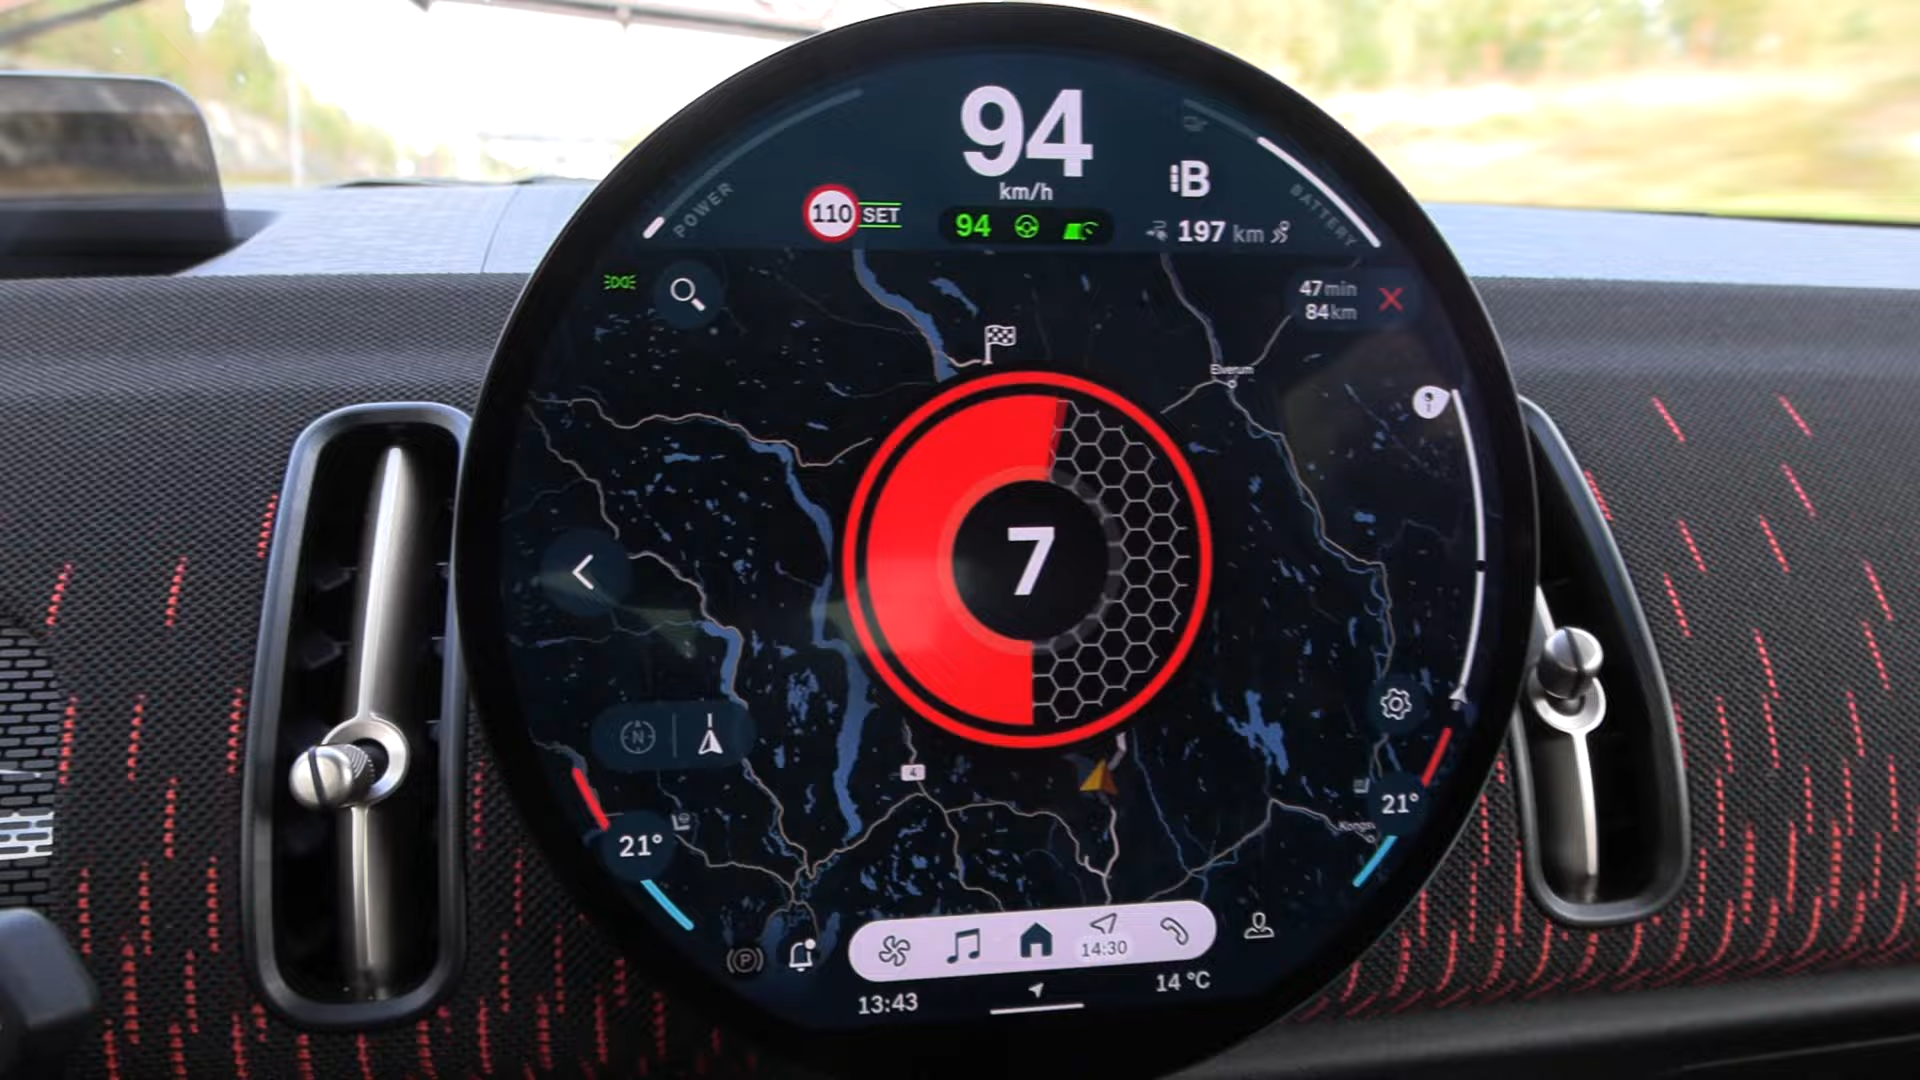 94
km/h
B
POWER
BATTERY
110
SET
94
197 km
47 min
84 km
Elverum
7
N
4
21°
21°
P
14:30
13:43
14 °C